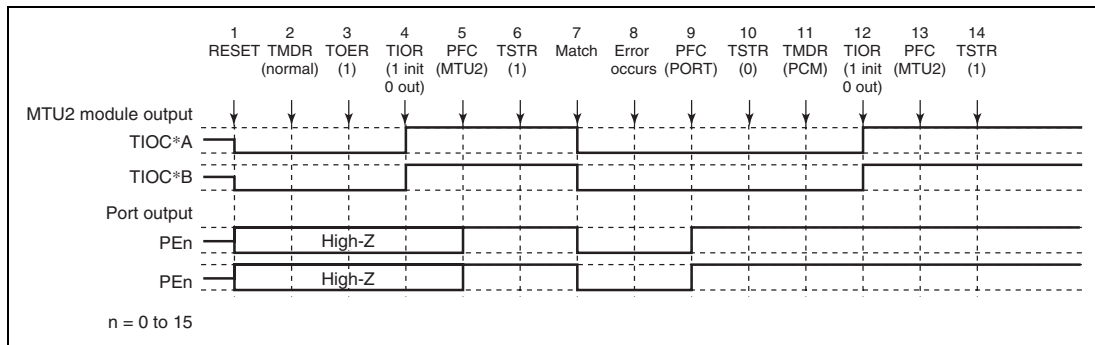 1 2 3 4 5 6 7 8 9 10 11 12 13 14
RESET TMDR TOER TIOR PFC TSTR Match Error PFC TSTR TMDR TIOR PFC TSTR
(normal) (1) (1 init (MTU2) (1) occurs (PORT) (0) (PCM) (1 init (MTU2) (1)
0 out) 0 out)
MTU2 module output
TIOC*A
TIOC*B
Port output
PEn High-Z
PEn High-Z
n = 0 to 15